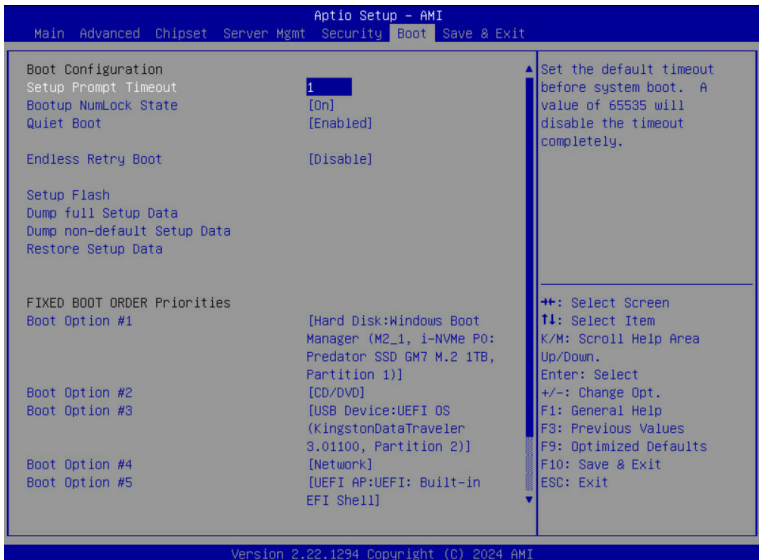 Aptio Setup – AMI
Main Advanced Chipset Server Mgmt Security Boot Save & Exit
Boot Configuration
Setup Prompt Timeout 1
Bootup NumLock State [On]
Quiet Boot [Enabled]
Endless Retry Boot [Disable]
Setup Flash
Dump full Setup Data
Dump non-default Setup Data
Restore Setup Data
FIXED BOOT ORDER Priorities
Boot Option #1 [Hard Disk:Windows Boot
Manager (M2_1, i-NVMe P0:
Predator SSD GM7 M.2 1TB,
Partition 1)]
Boot Option #2 [CD/DVD]
Boot Option #3 [USB Device:UEFI OS
(KingstonDataTraveler
3.01100, Partition 2)]
Boot Option #4 [Network]
Boot Option #5 [UEFI AP:UEFI: Built-in
EFI Shell]
Set the default timeout
before system boot. A
value of 65535 will
disable the timeout
completely.
→←: Select Screen
↑↓: Select Item
K/M: Scroll Help Area
Up/Down.
Enter: Select
+/-: Change Opt.
F1: General Help
F3: Previous Values
F9: Optimized Defaults
F10: Save & Exit
ESC: Exit
Version 2.22.1294 Copyright (C) 2024 AMI